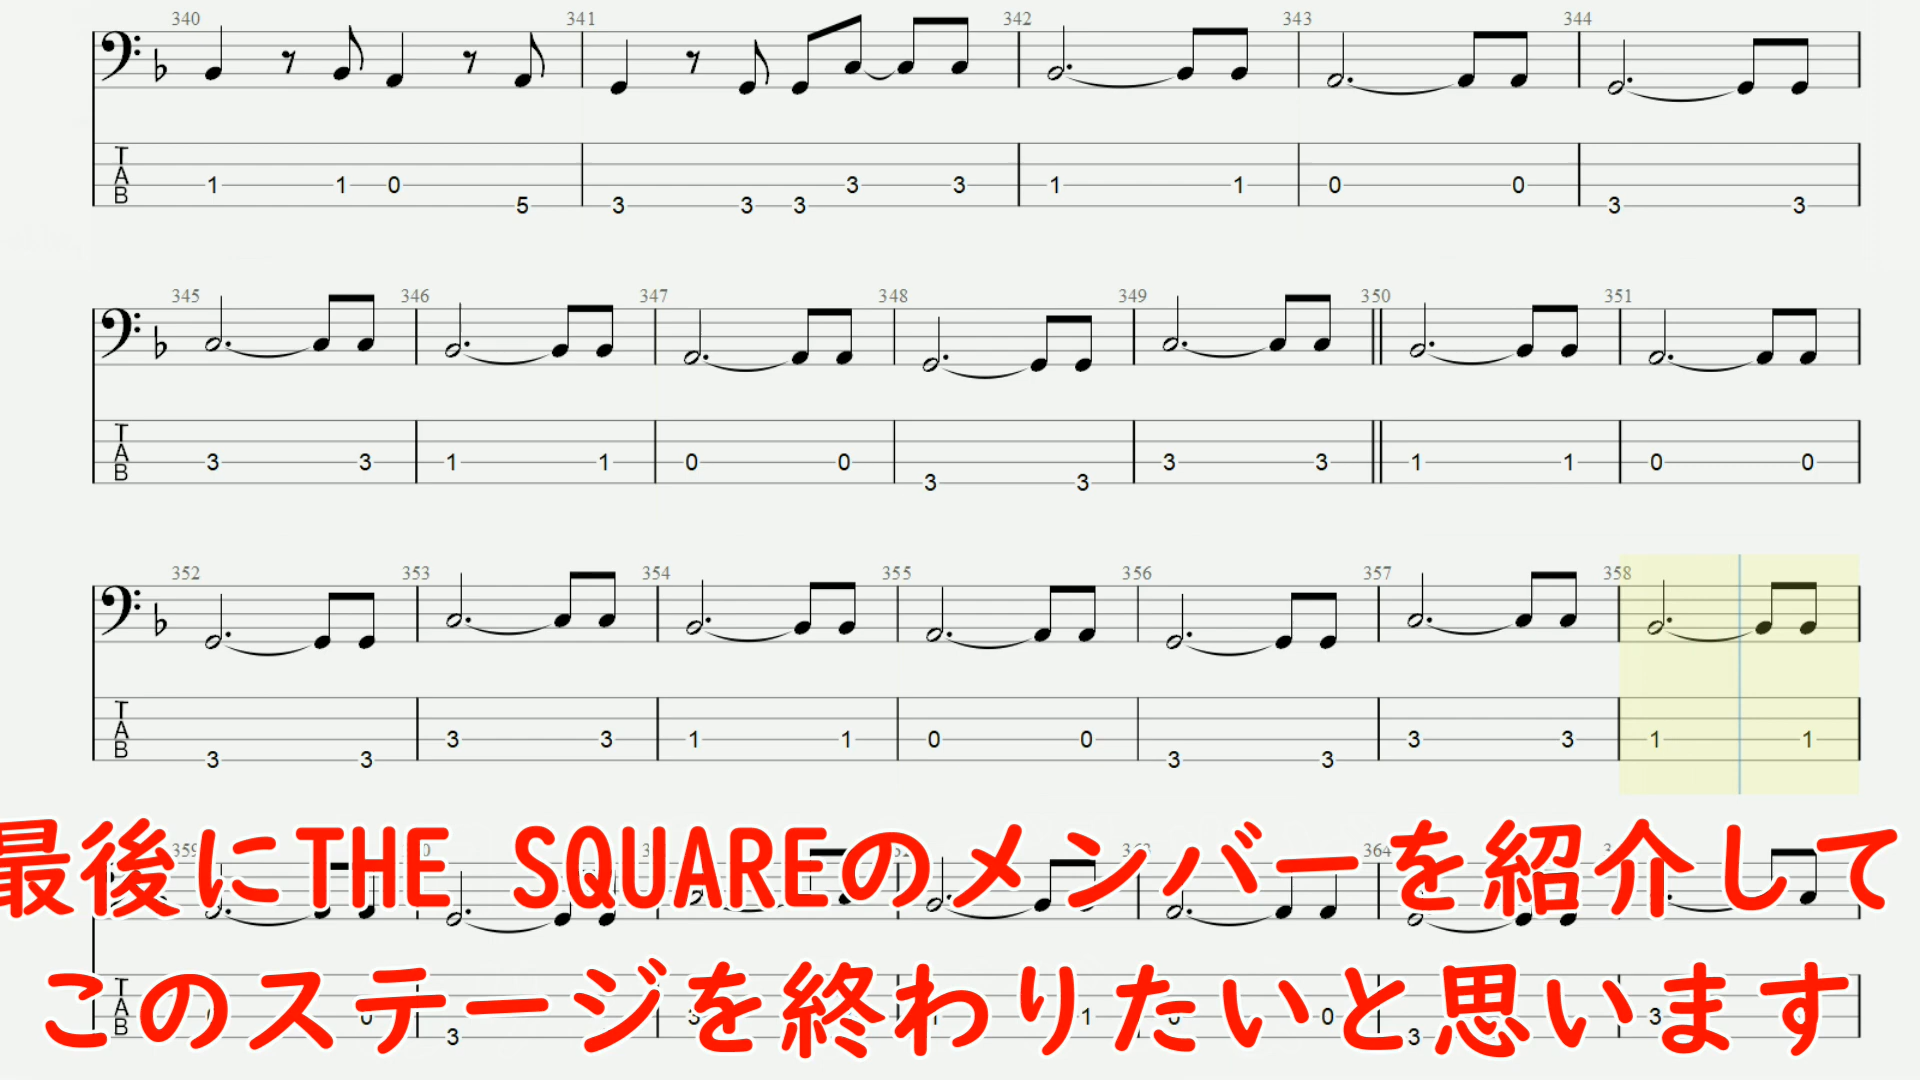 340 341 342 343 344
T
A 1 1 0 3 3 1 1 0 0
B 5 3 3 3 3 3
345 346 347 348 349 350 351
T
A 3 3 1 1 0 0 3 3 1 1 0 0
B 3 3
352 353 354 355 356 357 358
T
A 3 3 1 1 0 0 3 3 1 1
B 3 3 3 3
最後にTHE SQUAREのメンバーを紹介して
364
このステージを終わりたいと思います